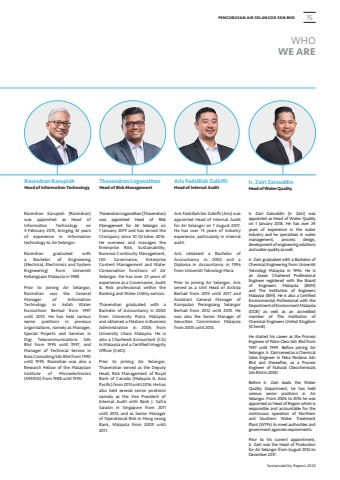 PENGURUSAN AIR SELANGOR SDN BHD 15
WHO
WE ARE
Ravindran Kanapiah
Head of Information Technology
Ravindran Kanapiah (Ravindran)
was appointed as Head of
Information Technology on
4 February 2015, bringing 32 years
of experience in information
technology to Air Selangor.
Ravindran graduated with
a Bachelor of Engineering
(Electrical, Electronics and System
Engineering) from Universiti
Kebangsaan Malaysia in 1988.
Prior to joining Air Selangor,
Ravindran was the General
Manager of Information
Technology in Indah Water
Konsortium Berhad from 1997
until 2015. He has held various
senior positions in previous
organisations, namely as Manager,
Special Projects and Services in
Digi Telecommunications Sdn
Bhd from 1995 until 1997, and
Manager of Technical Service in
Basis Consulting Sdn Bhd from 1990
until 1995. Ravindran was also a
Research Fellow of the Malaysian
Institute of Microelectronics
(MIMOS) from 1988 until 1990.
Thavendran Loganathan
Head of Risk Management
Thavendran Loganathan (Thavendran)
was appointed Head of Risk
Management for Air Selangor on
1 January 2019 and has served the
Company since 10 October 2016.
He oversees and manages the
Enterprise Risk, Sustainability,
Business Continuity Management,
ISO Governance, Enterprise
Content Management and Water
Conservation functions of Air
Selangor. He has over 23 years of
experience as a Governance, Audit
& Risk professional within the
Banking and Water Utility sectors.
Thavendran graduated with a
Bachelor of Accountancy in 2000
from University Putra Malaysia
and obtained a Masters in Business
Administration in 2006 from
University Utara Malaysia. He is
also a Chartered Accountant (CA)
in Malaysia and a Certified Integrity
Officer (CeIO).
Prior to joining Air Selangor,
Thavendran served as the Deputy
Head, Risk Management of Royal
Bank of Canada (Malaysia & Asia
Pacific) from 2013 until 2016. He has
also held several senior positions
namely as the Vice President of
Internal Audit with Bank J. Safra
Sarasin in Singapore from 2011
until 2013, and as Senior Manager
of Operational Risk in Hong Leong
Bank, Malaysia from 2009 until
2011.
Aris Fadzillah Zulkifli
Head of Internal Audit
Aris Fadzillah bin Zulkifli (Aris) was
appointed Head of Internal Audit
for Air Selangor on 7 August 2017.
He has over 15 years of industry
experience, particularly in internal
audit.
Aris obtained a Bachelor of
Accountancy in 2002 and a
Diploma in Accountancy in 1996
from Universiti Teknologi Mara.
Prior to joining Air Selangor, Aris
served as a Unit Head of Astrata
Berhad from 2015 until 2017 and
Assistant General Manager of
Kumpulan Perangsang Selangor
Berhad from 2012 until 2015. He
was also the Senior Manager of
Securities Commission Malaysia
from 2005 until 2012.
Ir. Zairi Zainuddin
Head of Water Quality
Ir. Zairi Zainuddin (Ir. Zairi) was
appointed as Head of Water Quality
on 1 January 2018. He has over 24
years of experience in the water
industry and he specialises in water
management, process design,
development of engineering solutions
and water quality as well.
Ir. Zairi graduated with a Bachelor of
Chemical Engineering from Universiti
Teknologi Malaysia in 1994. He is
an Asean Chartered Professional
Engineer registered with the Board
of Engineers Malaysia (BEM)
and The Institution of Engineers
Malaysia (IEM). He is also a Certified
Environmental Professional with the
Department of Environment Malaysia
(DOE) as well as an accredited
member of the Institution of
Chemical Engineers United Kingdom
(IChemE).
He started his career as the Process
Engineer of Palm-Oleo Sdn Bhd from
1997 until 1999. Before joining Air
Selangor, Ir. Zairi served as a Chemical
Sales Engineer in Peka Perdana Sdn
Bhd and thereafter, as a Process
Engineer of Natural Oleochemicals
Sdn Bhd in 2000.
Before Ir. Zairi leads the Water
Quality Department, he has held
various senior positions in Air
Selangor. From 2004 to 2016 he was
appointed as Head of Region which is
responsible and accountable for the
continuous operation of Northern
and Southern Water Treatment
Plant (WTPs) to meet authorities and
government agencies requirements.
Prior to his current appointment,
Ir. Zairi was the Head of Production
for Air Selangor from August 2016 to
December 2017.
Sustainability Report 2020